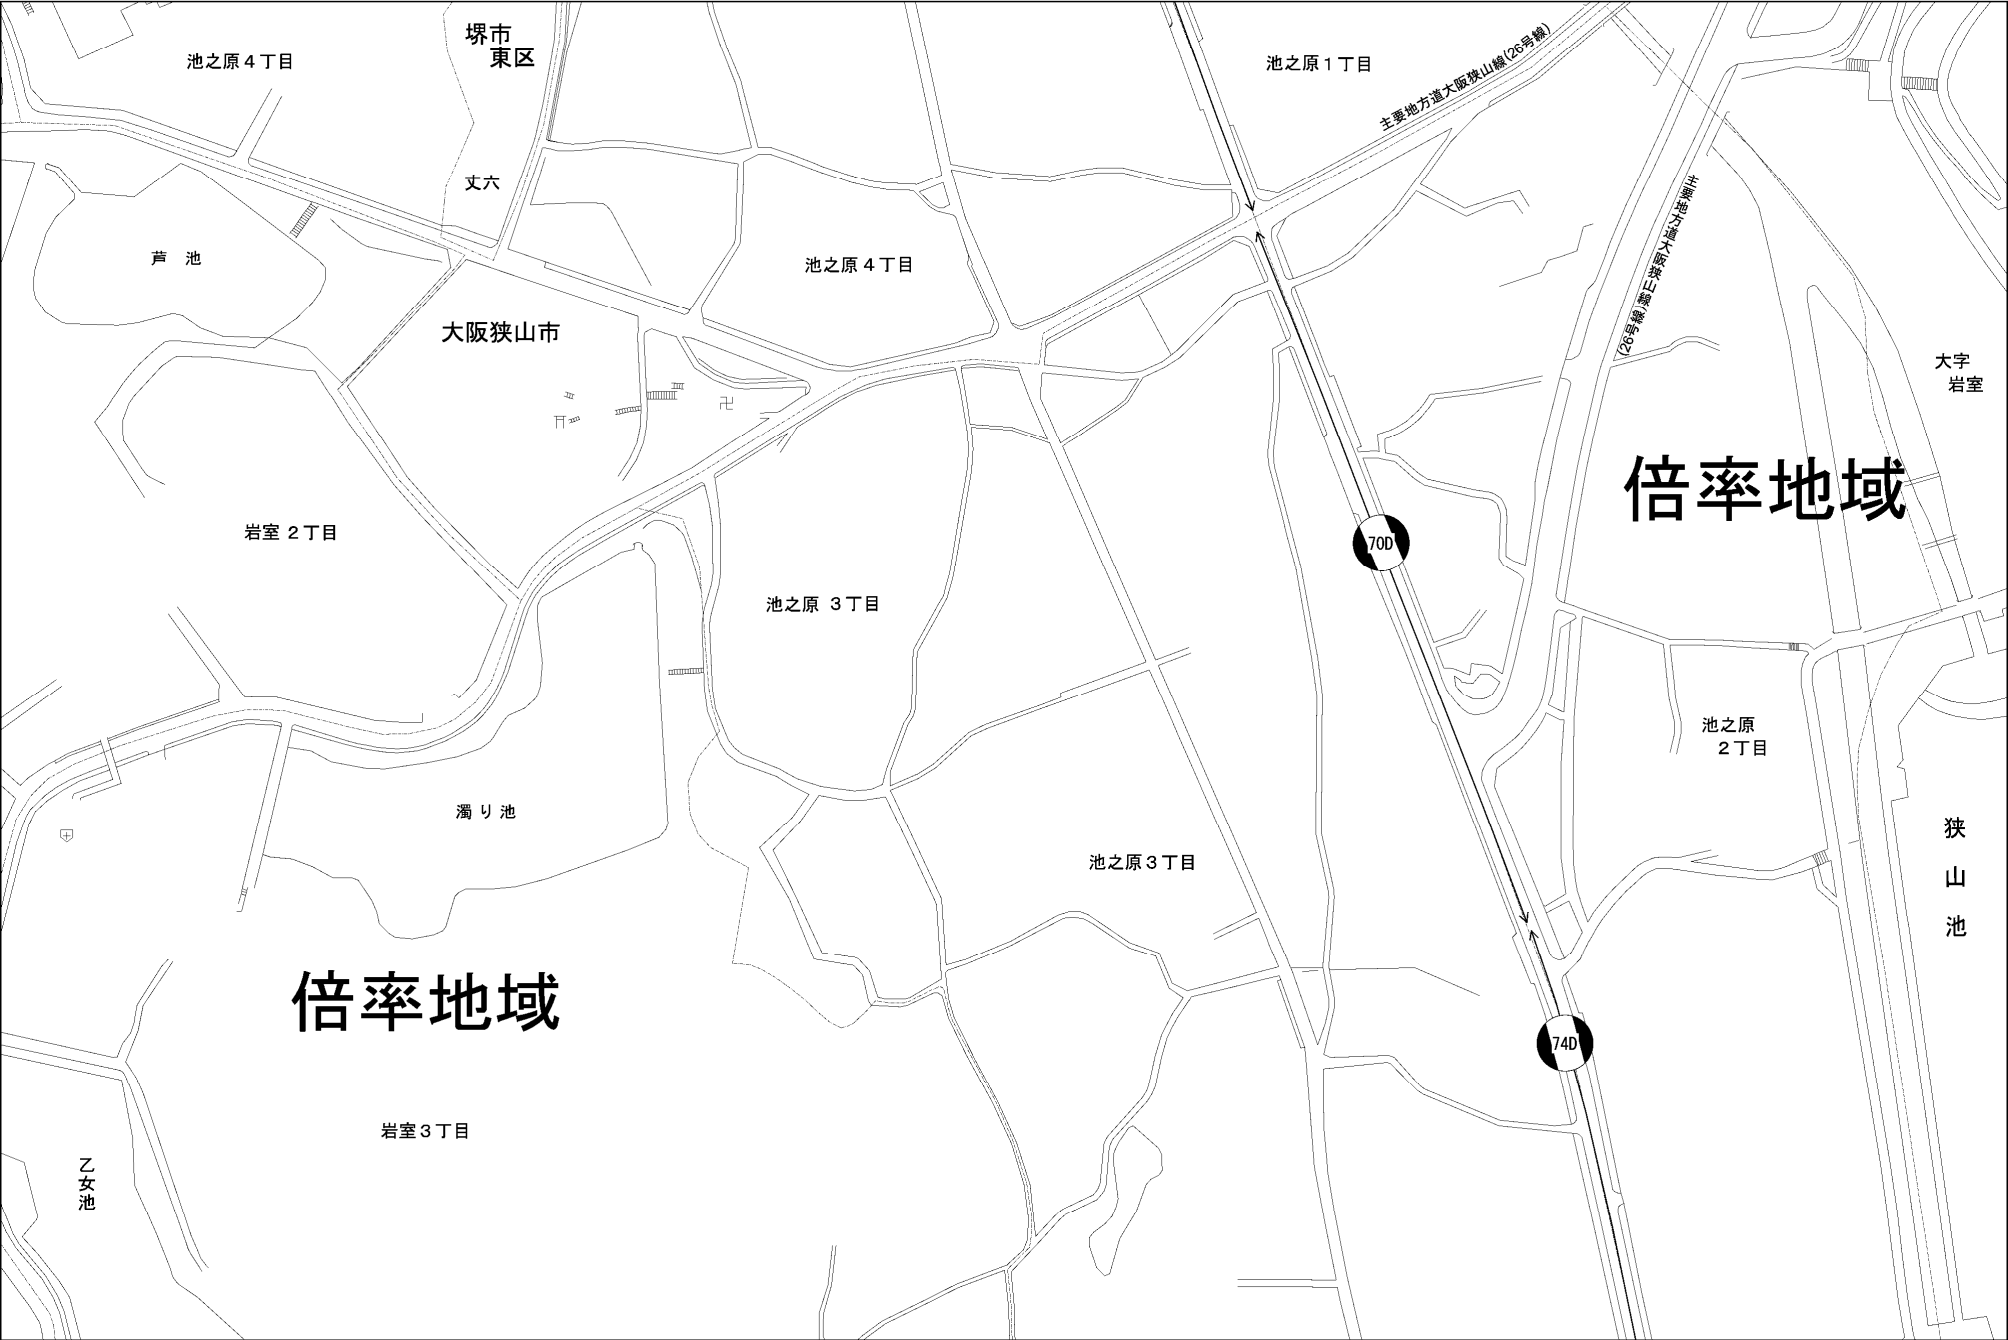 堺市
東区
池之原４丁目
池之原１丁目
主要地方道大阪狭山線(26号線)
丈六
主要地方道大阪狭山線
(26号線)
芦　池
池之原４丁目
大阪狭山市
大字
岩室
倍率地域
岩室 ２丁目
70D
池之原 ３丁目
池之原
２丁目
濁り池
狭山池
池之原３丁目
倍率地域
74D
岩室３丁目
乙女池